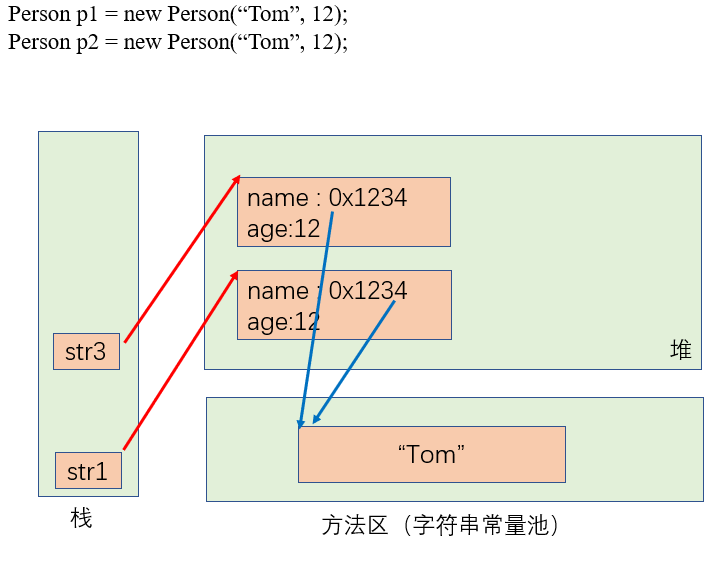 Person p1 = new Person(“Tom”, 12);
Person p2 = new Person(“Tom”, 12);
name : 0x1234
age:12
name : 0x1234
age:12
str3
堆
str1
“Tom”
栈
方法区（字符串常量池）